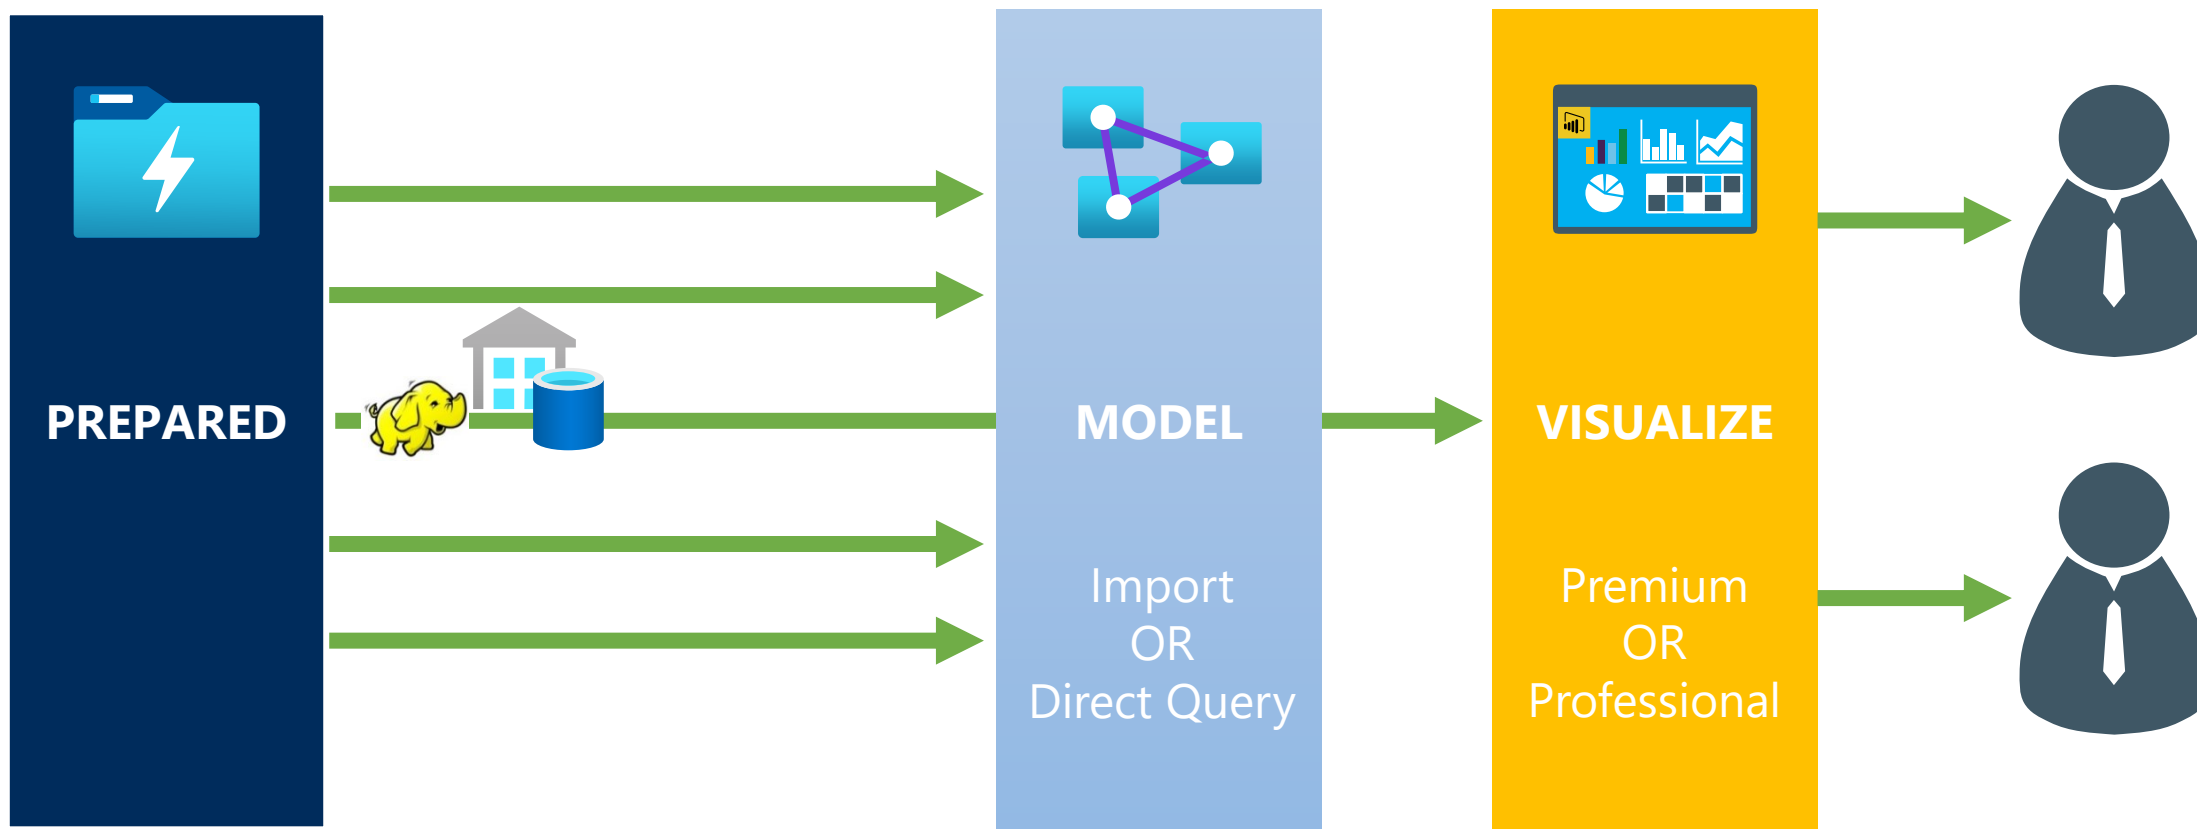 PREPARED
MODEL
Import
OR
Direct Query
VISUALIZE
Premium
OR
Professional